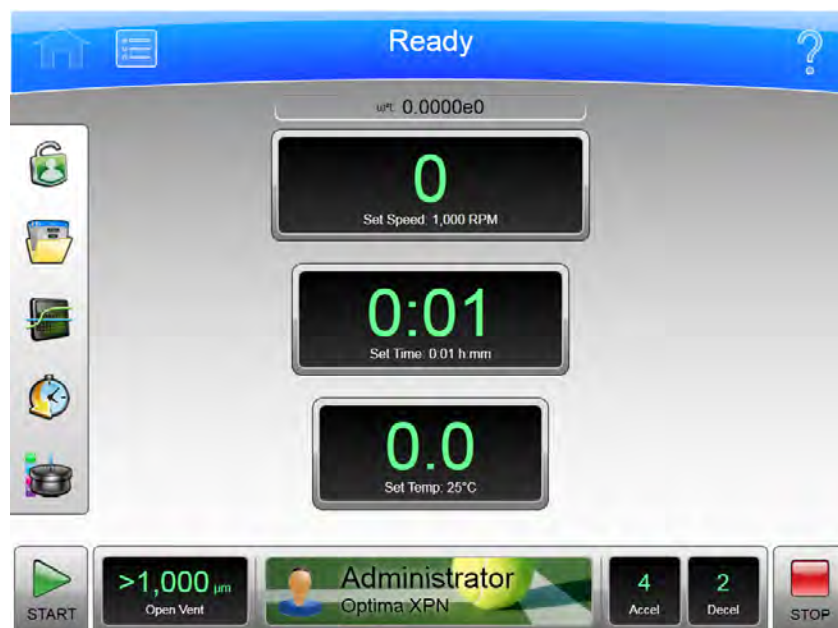 Ready
ω²t: 0.0000e0
0
Set Speed: 1,000 RPM
0:01
Set Time: 0:01 h:mm
0.0
Set Temp: 25°C
START
>1,000 μm
Open Vent
Administrator
Optima XPN
4
Accel
2
Decel
STOP